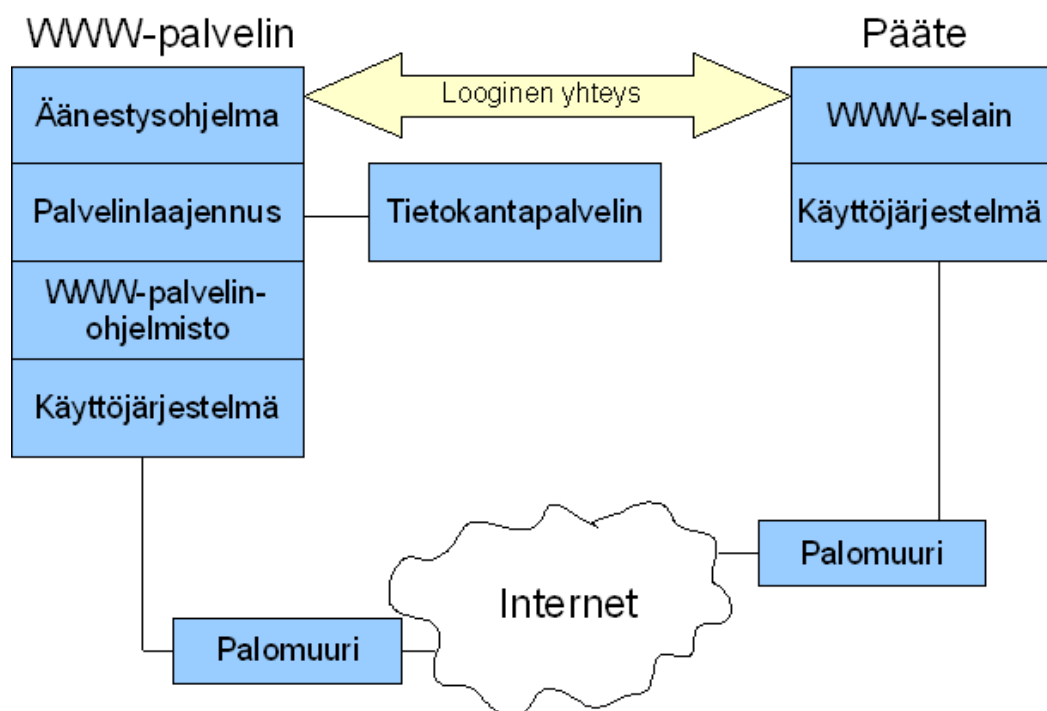 WWW-palvelin
Pääte
Äänestysohjelma
Looginen yhteys
WWW-selain
Palvelinlaajennus
Tietokantapalvelin
Käyttöjärjestelmä
WWW-palvelin-
ohjelmisto
Käyttöjärjestelmä
Palomuuri
Internet
Palomuuri